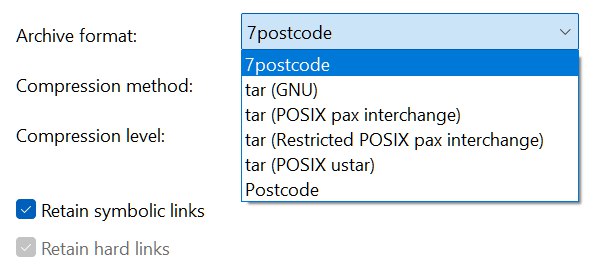 Archive format:
7postcode
7postcode
tar (GNU)
Compression method:
tar (POSIX pax interchange)
Compression level:
tar (Restricted POSIX pax interchange)
tar (POSIX ustar)
Postcode
Retain symbolic links
Retain hard links